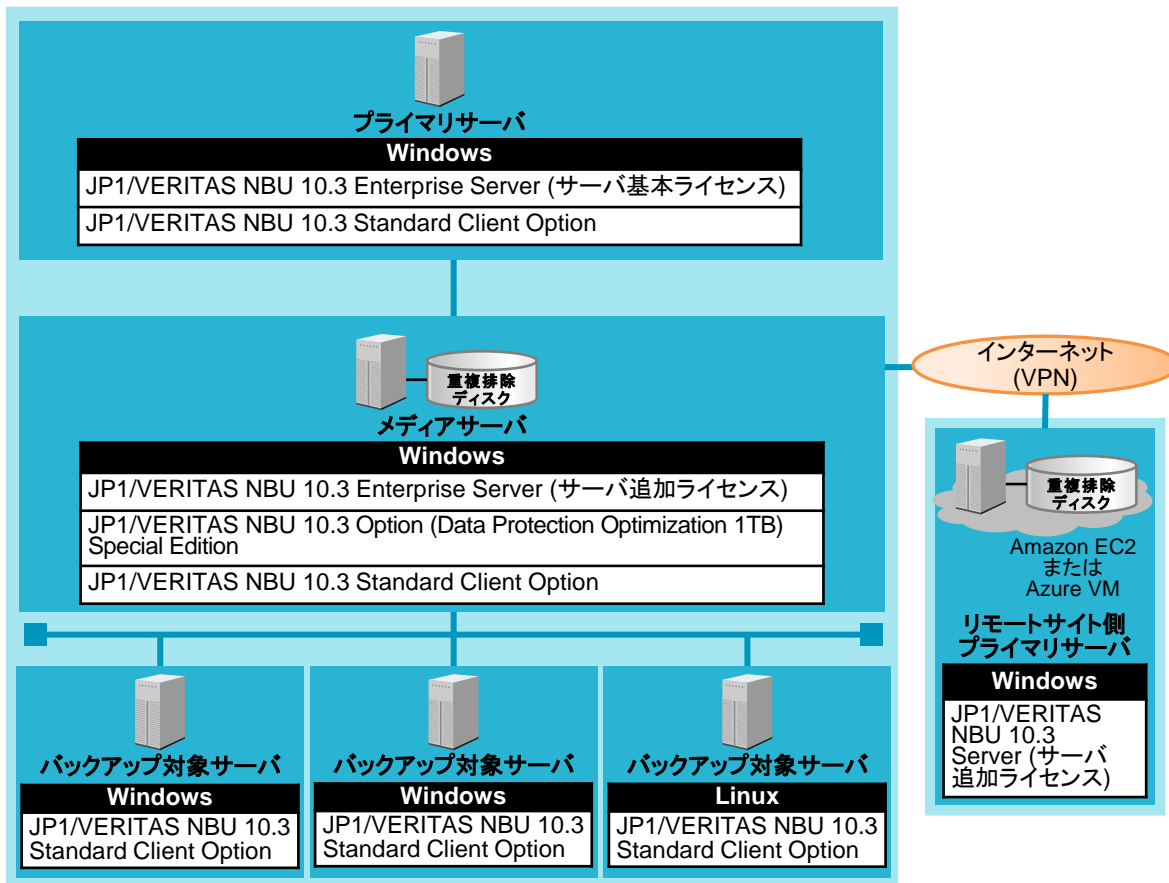 プライマリサーバ
Windows
JP1/VERITAS NBU 10.3 Enterprise Server (サーバ基本ライセンス)
JP1/VERITAS NBU 10.3 Standard Client Option
重複排除
ディスク
メディアサーバ
Windows
JP1/VERITAS NBU 10.3 Enterprise Server (サーバ追加ライセンス)
JP1/VERITAS NBU 10.3 Option (Data Protection Optimization 1TB)
Special Edition
JP1/VERITAS NBU 10.3 Standard Client Option
インターネット
(VPN)
重複排除
ディスク
Amazon EC2
または
Azure VM
リモートサイト側
プライマリサーバ
Windows
JP1/VERITAS
NBU 10.3
Server (サーバ
追加ライセンス)
バックアップ対象サーバ
Windows
JP1/VERITAS NBU 10.3
Standard Client Option
バックアップ対象サーバ
Windows
JP1/VERITAS NBU 10.3
Standard Client Option
バックアップ対象サーバ
Linux
JP1/VERITAS NBU 10.3
Standard Client Option